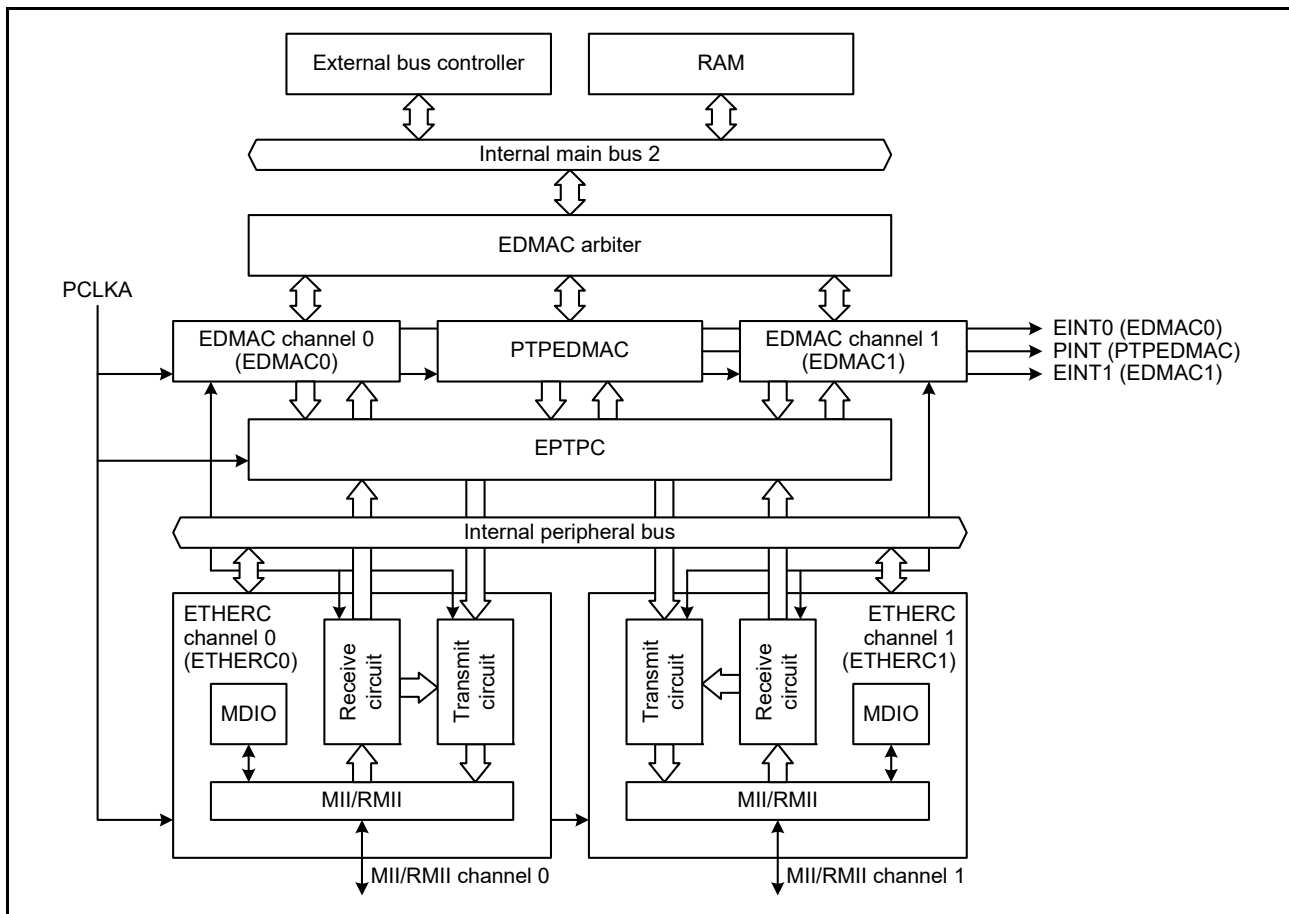 External bus controller
RAM
Internal main bus 2
EDMAC arbiter
PCLKA
EDMAC channel 0
(EDMAC0)
PTPEDMAC
EDMAC channel 1
(EDMAC1)
EINT0 (EDMAC0)
PINT (PTPEDMAC)
EINT1 (EDMAC1)
EPTPC
Internal peripheral bus
ETHERC
channel 0
(ETHERC0)
Receive
circuit
Transmit
circuit
MDIO
MII/RMII
MII/RMII channel 0
Transmit
circuit
Receive
circuit
ETHERC
channel 1
(ETHERC1)
MDIO
MII/RMII
MII/RMII channel 1